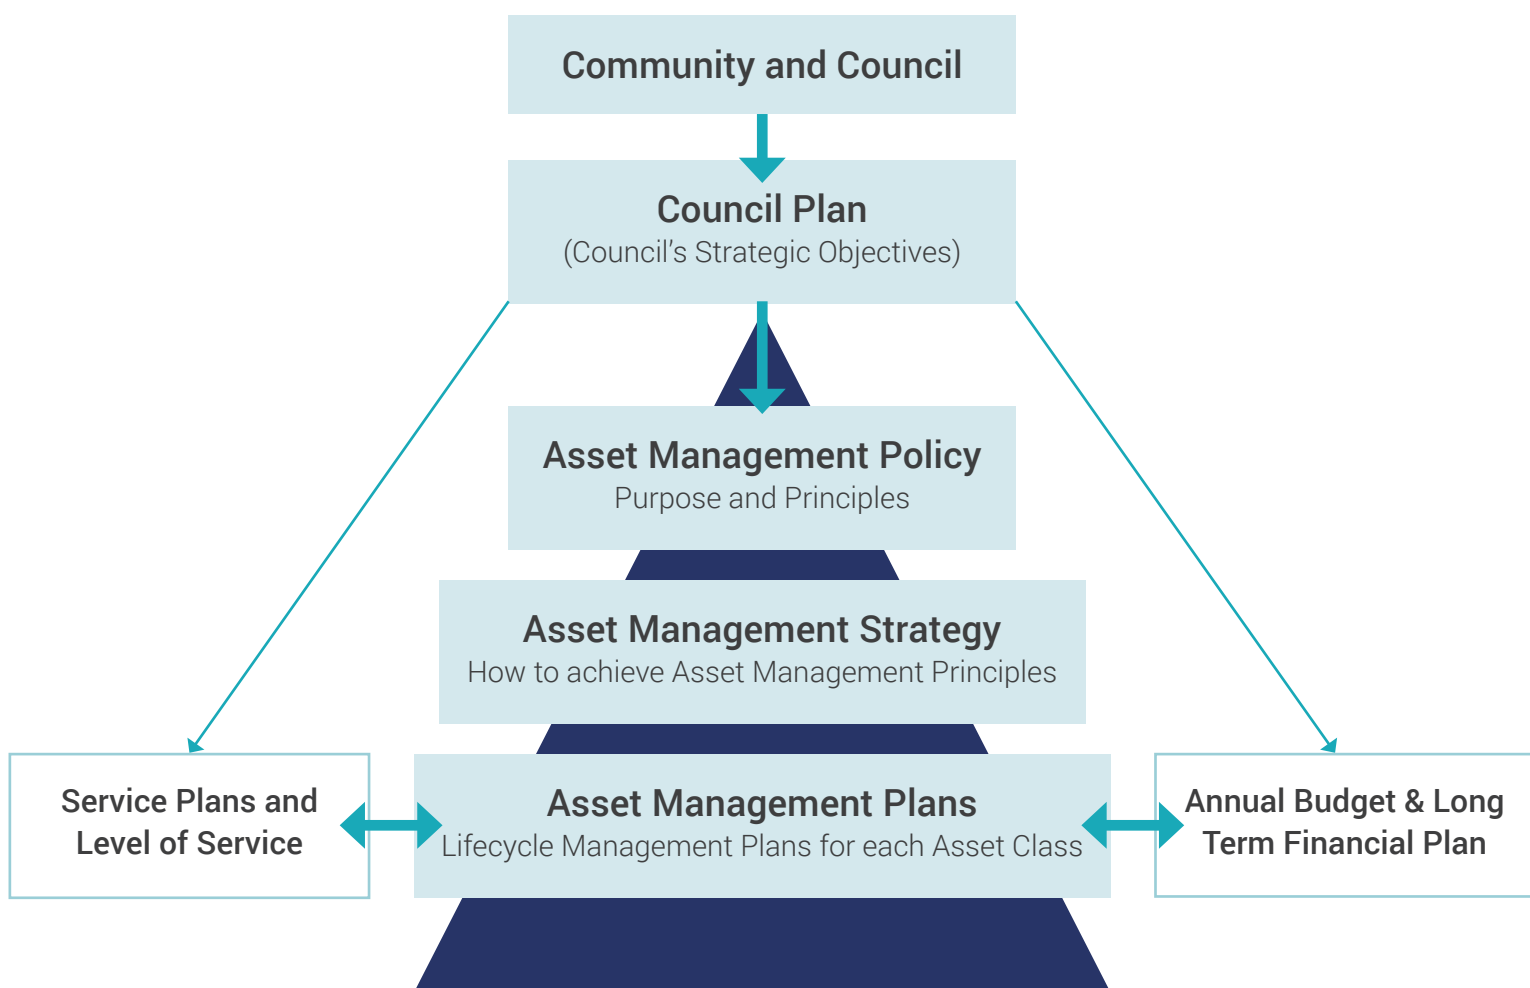 Community and Council
Council Plan
(Council's Strategic Objectives)
Asset Management Policy
Purpose and Principles
Asset Management Strategy
How to achieve Asset Management Principles
Service Plans and
Level of Service
Asset Management Plans
Lifecycle Management Plans for each Asset Class
Annual Budget & Long
Term Financial Plan